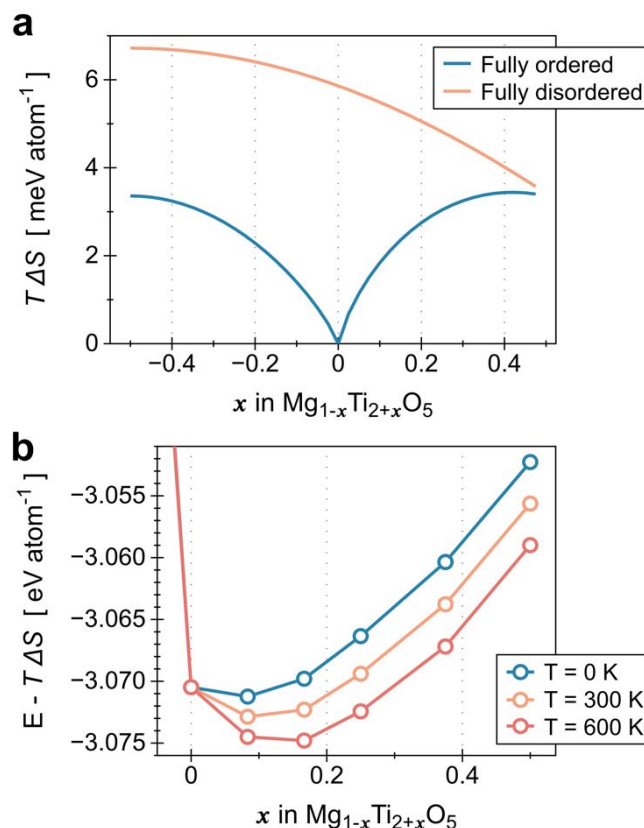 a
T ΔS [ meV atom⁻¹ ]
6
4
2
0
Fully ordered
Fully disordered
−0.4 −0.2 0 0.2 0.4
x in Mg₁₋ₓTi₂₊ₓO₅
b
E - T ΔS [ eV atom⁻¹ ]
−3.055
−3.060
−3.065
−3.070
−3.075
T = 0 K
T = 300 K
T = 600 K
0 0.2 0.4
x in Mg₁₋ₓTi₂₊ₓO₅